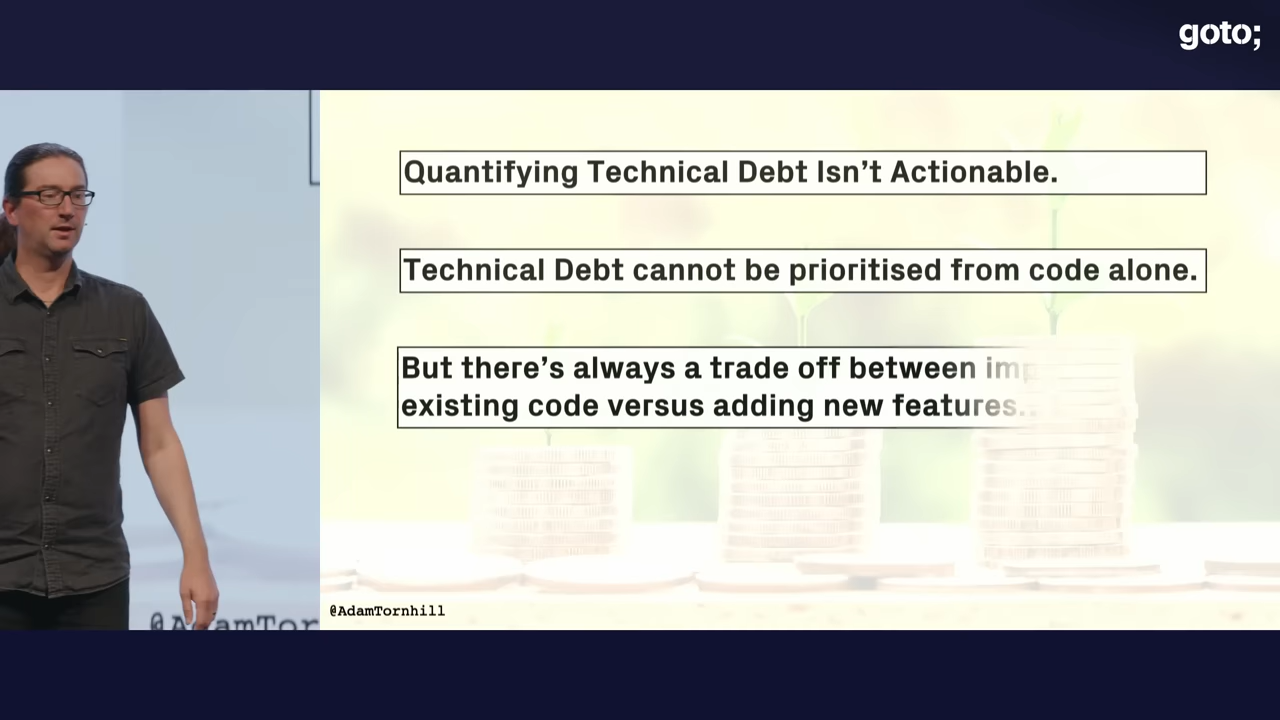 goto;
Quantifying Technical Debt Isn't Actionable.
Technical Debt cannot be prioritised from code alone.
But there's always a trade off between
existing code versus adding new features..
@AdamTornhill